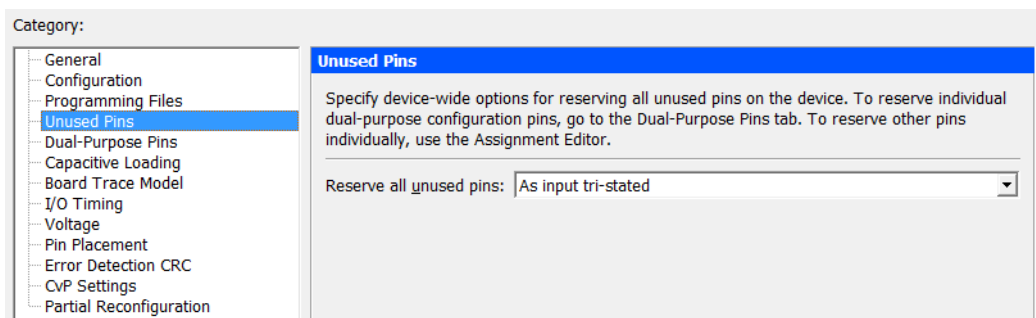 Category:
General
Configuration
Programming Files
Unused Pins
Dual-Purpose Pins
Capacitive Loading
Board Trace Model
I/O Timing
Voltage
Pin Placement
Error Detection CRC
CvP Settings
Partial Reconfiguration
Unused Pins
Specify device-wide options for reserving all unused pins on the device. To reserve individual
dual-purpose configuration pins, go to the Dual-Purpose Pins tab. To reserve other pins
individually, use the Assignment Editor.
Reserve all unused pins: As input tri-stated